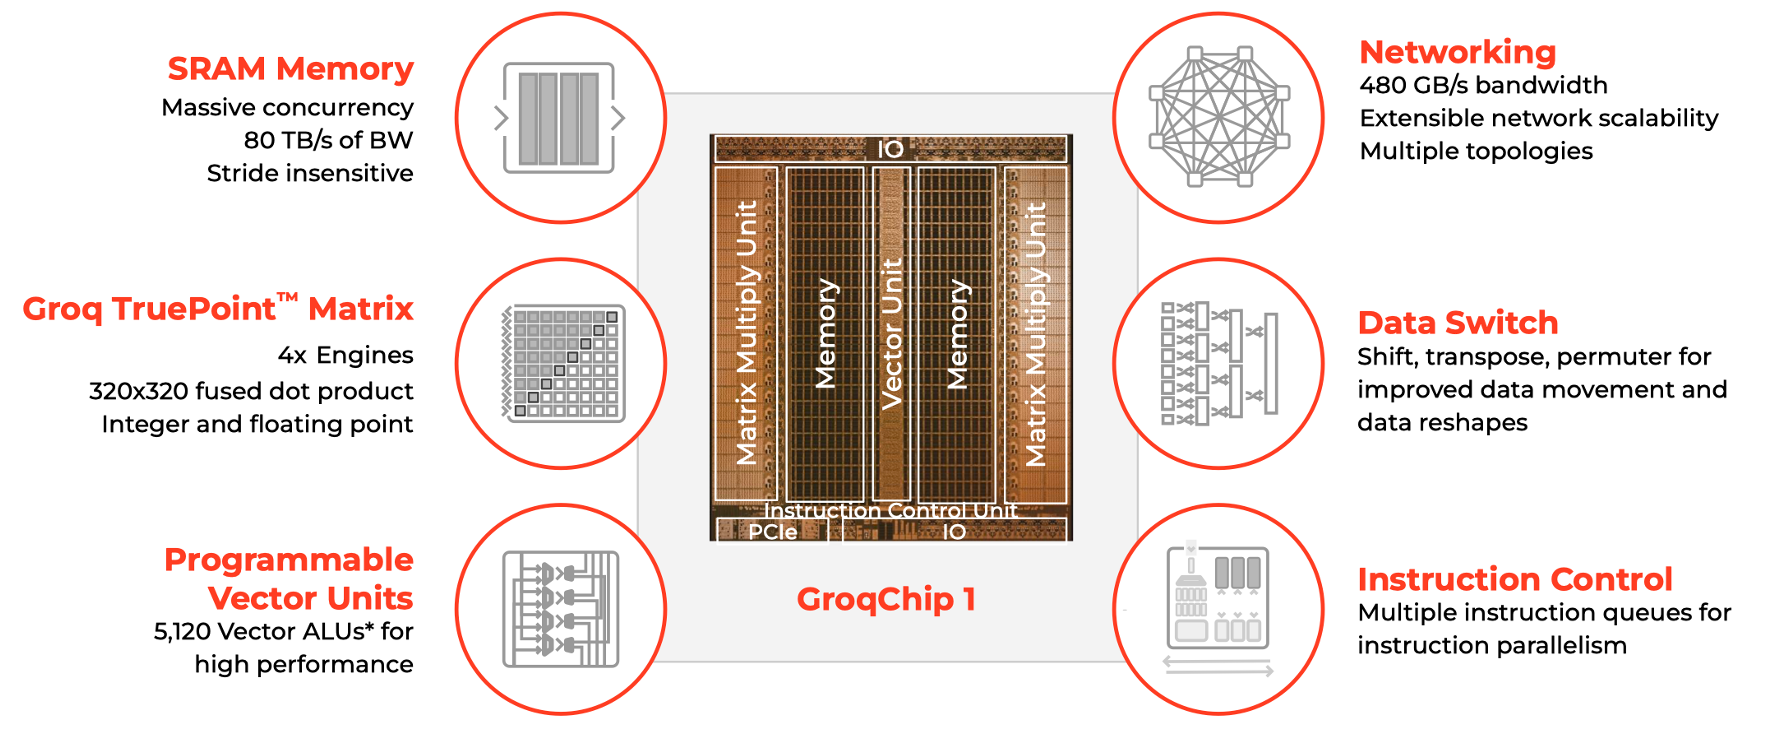 SRAM Memory
Massive concurrency
80 TB/s of BW
Stride insensitive
Groq TruePoint™ Matrix
4x Engines
320x320 fused dot product
Integer and floating point
Programmable
Vector Units
5,120 Vector ALUs* for
high performance
IO
Matrix Multiply Unit
Memory
Vector Unit
Memory
Matrix Multiply Unit
Instruction Control Unit
PCIe
IO
GroqChip 1
Networking
480 GB/s bandwidth
Extensible network scalability
Multiple topologies
Data Switch
Shift, transpose, permuter for
improved data movement and
data reshapes
Instruction Control
Multiple instruction queues for
instruction parallelism